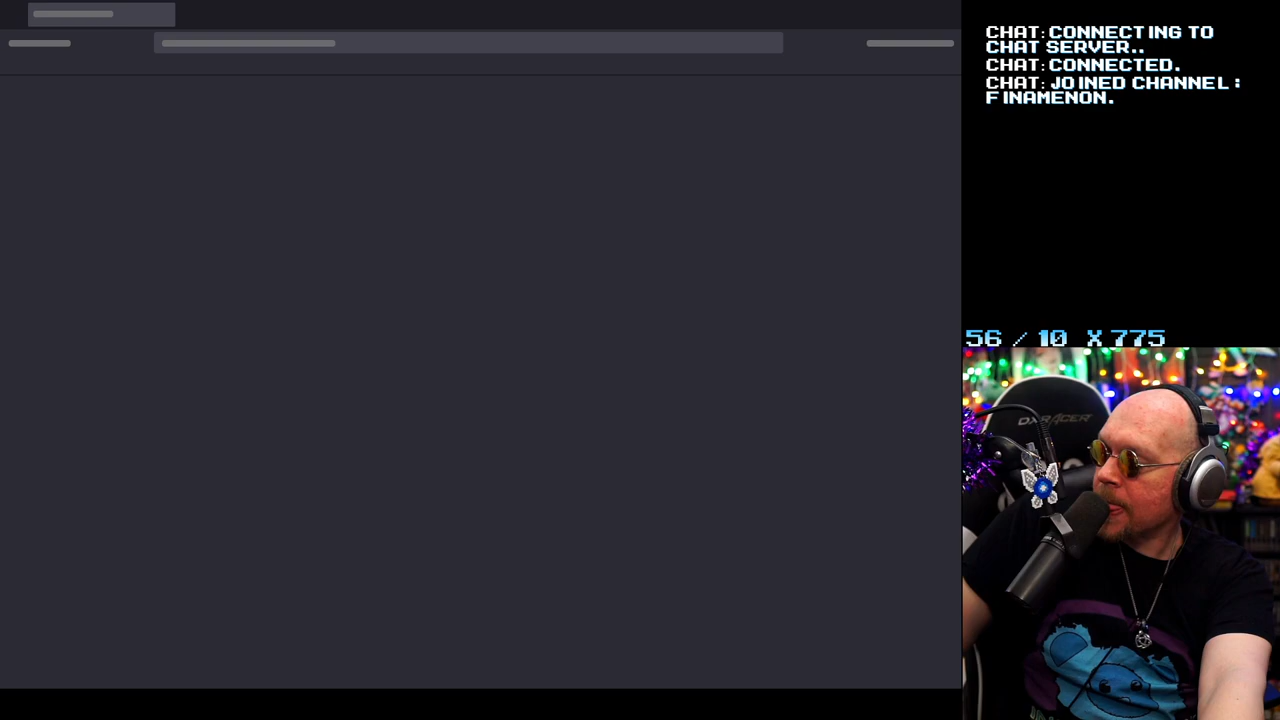 CHAT: CONNECTING TO
CHAT SERVER..
CHAT: CONNECTED.
CHAT: JOINED CHANNEL:
FINAMENON.
56 / 10 X 775
DXRACER